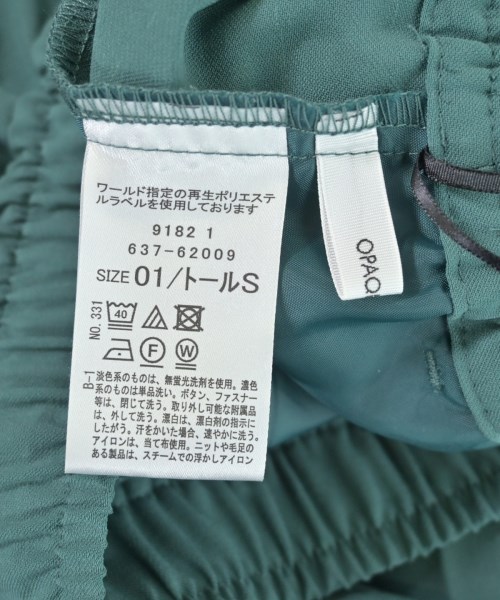 ワールド指定の再生ポリエステ
ルラベルを使用しております
9182 1
637-62009
SIZE 01/トールS
NO. 331
40
F
W
B-1
淡色系のものは、無蛍光洗剤を使用。濃色
系のものは単品洗い。ボタン、ファスナー
等は、閉じて洗う。取り外し可能な附属品
は、外して洗う。漂白は、漂白剤の指示に
したがう。汗をかいた場合、速やかに洗う。
アイロンは、当て布使用。ニットや毛足の
ある製品は、スチームでの浮かしアイロン
OPAQ